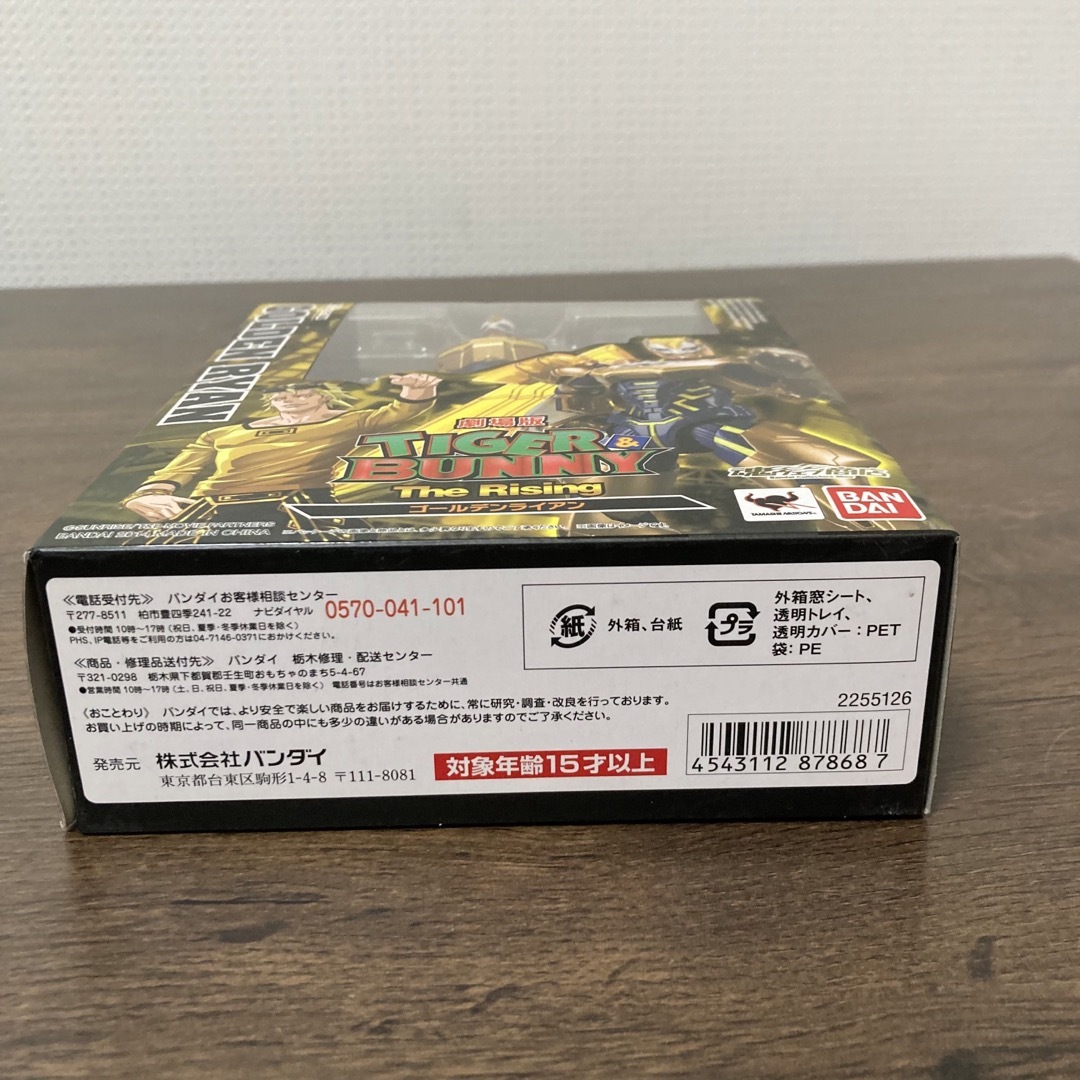 GOLDEN RYAN
劇場版
TIGER &
BUNNY
The Rising
ゴールデンライアン
TAMASHII NATIONS
BAN
DAI
©SUNRISE/T&B MOVIE PARTNERS
BANDAI 2014 MADE IN CHINA
≪電話受付先≫ バンダイお客様相談センター
〒277-8511 柏市豊四季241-22 ナビダイヤル 0570-041-101
●受付時間 10時～17時 (祝日、夏季・冬季休業日を除く)
PHS、IP電話等をご利用の方は04-7146-0371におかけください。
≪商品・修理品送付先≫ バンダイ 栃木修理・配送センター
〒321-0298 栃木県下都賀郡壬生町おもちゃのまち5-4-67
●営業時間 10時～17時 (土、日、祝日、夏季・冬季休業日を除く) 電話番号はお客様相談センター共通
《おことわり》 バンダイでは、より安全で楽しい商品をお届けするために、常に研究・調査・改良を行っております。
お買い上げの時期によって、同一商品の中にも多少の違いがある場合がありますのでご了承ください。
発売元 株式会社バンダイ
東京都台東区駒形1-4-8 〒111-8081
対象年齢15才以上
紙 外箱、台紙
プラ
外箱窓シート、
透明トレイ、
透明カバー：PET
袋：PE
2255126
4543112 878687